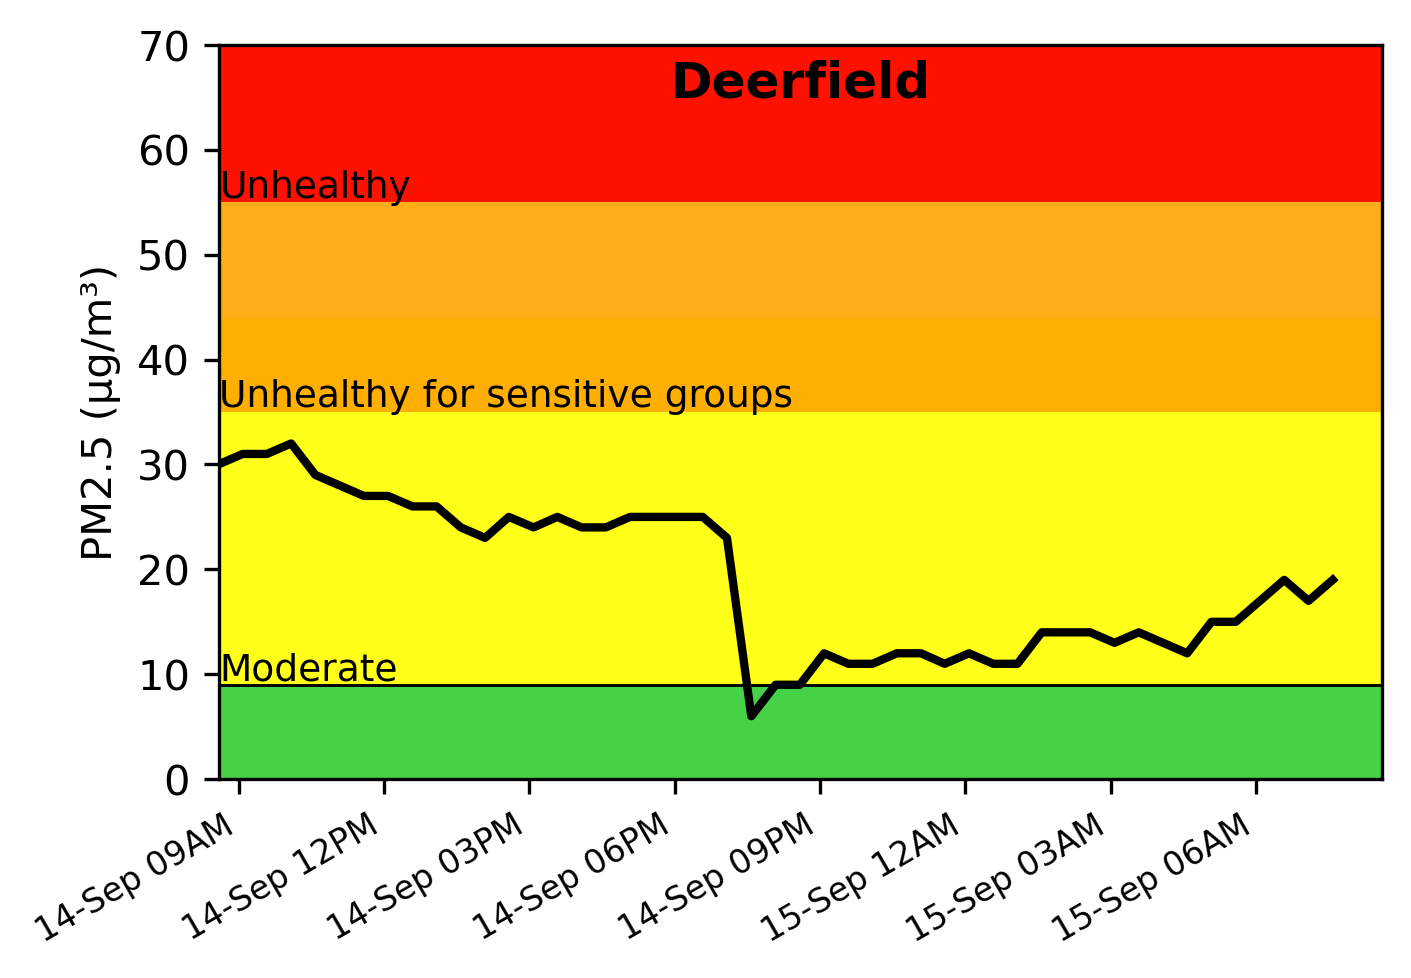 Deerfield
70
60
50
40
30
20
10
0
PM2.5 (µg/m³)
Unhealthy
Unhealthy for sensitive groups
Moderate
14-Sep 09AM
14-Sep 12PM
14-Sep 03PM
14-Sep 06PM
14-Sep 09PM
15-Sep 12AM
15-Sep 03AM
15-Sep 06AM